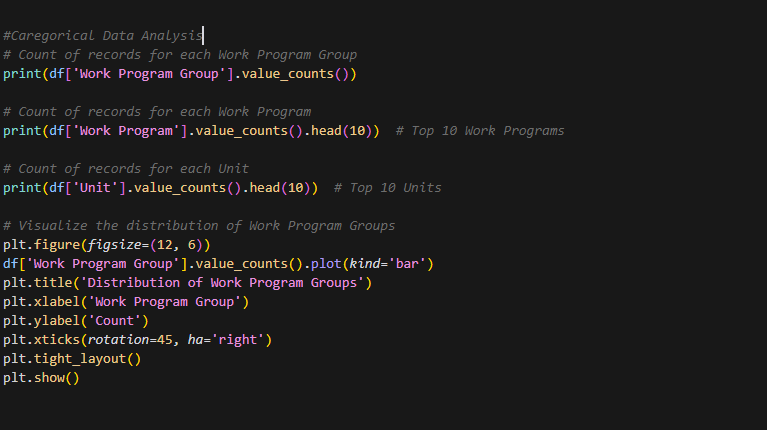 #Caregorical Data Analysis
# Count of records for each Work Program Group
print(df['Work Program Group'].value_counts())
# Count of records for each Work Program
print(df['Work Program'].value_counts().head(10))  # Top 10 Work Programs
# Count of records for each Unit
print(df['Unit'].value_counts().head(10))  # Top 10 Units
# Visualize the distribution of Work Program Groups
plt.figure(figsize=(12, 6))
df['Work Program Group'].value_counts().plot(kind='bar')
plt.title('Distribution of Work Program Groups')
plt.xlabel('Work Program Group')
plt.ylabel('Count')
plt.xticks(rotation=45, ha='right')
plt.tight_layout()
plt.show()